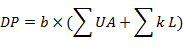 DP = b × (∑ UA + ∑ k L)